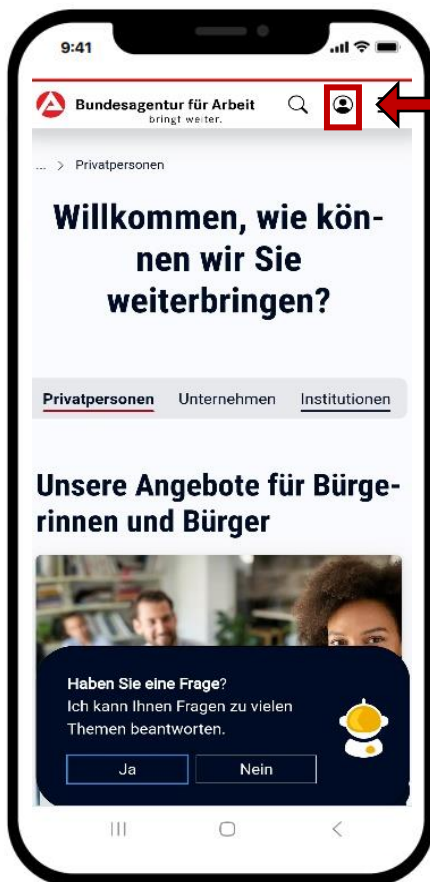 9:41
Bundesagentur für Arbeit
bringt weiter.
... > Privatpersonen
Willkommen, wie kön-
nen wir Sie
weiterbringen?
Privatpersonen Unternehmen Institutionen
Unsere Angebote für Bürge-
rinnen und Bürger
Haben Sie eine Frage?
Ich kann Ihnen Fragen zu vielen
Themen beantworten.
Ja Nein